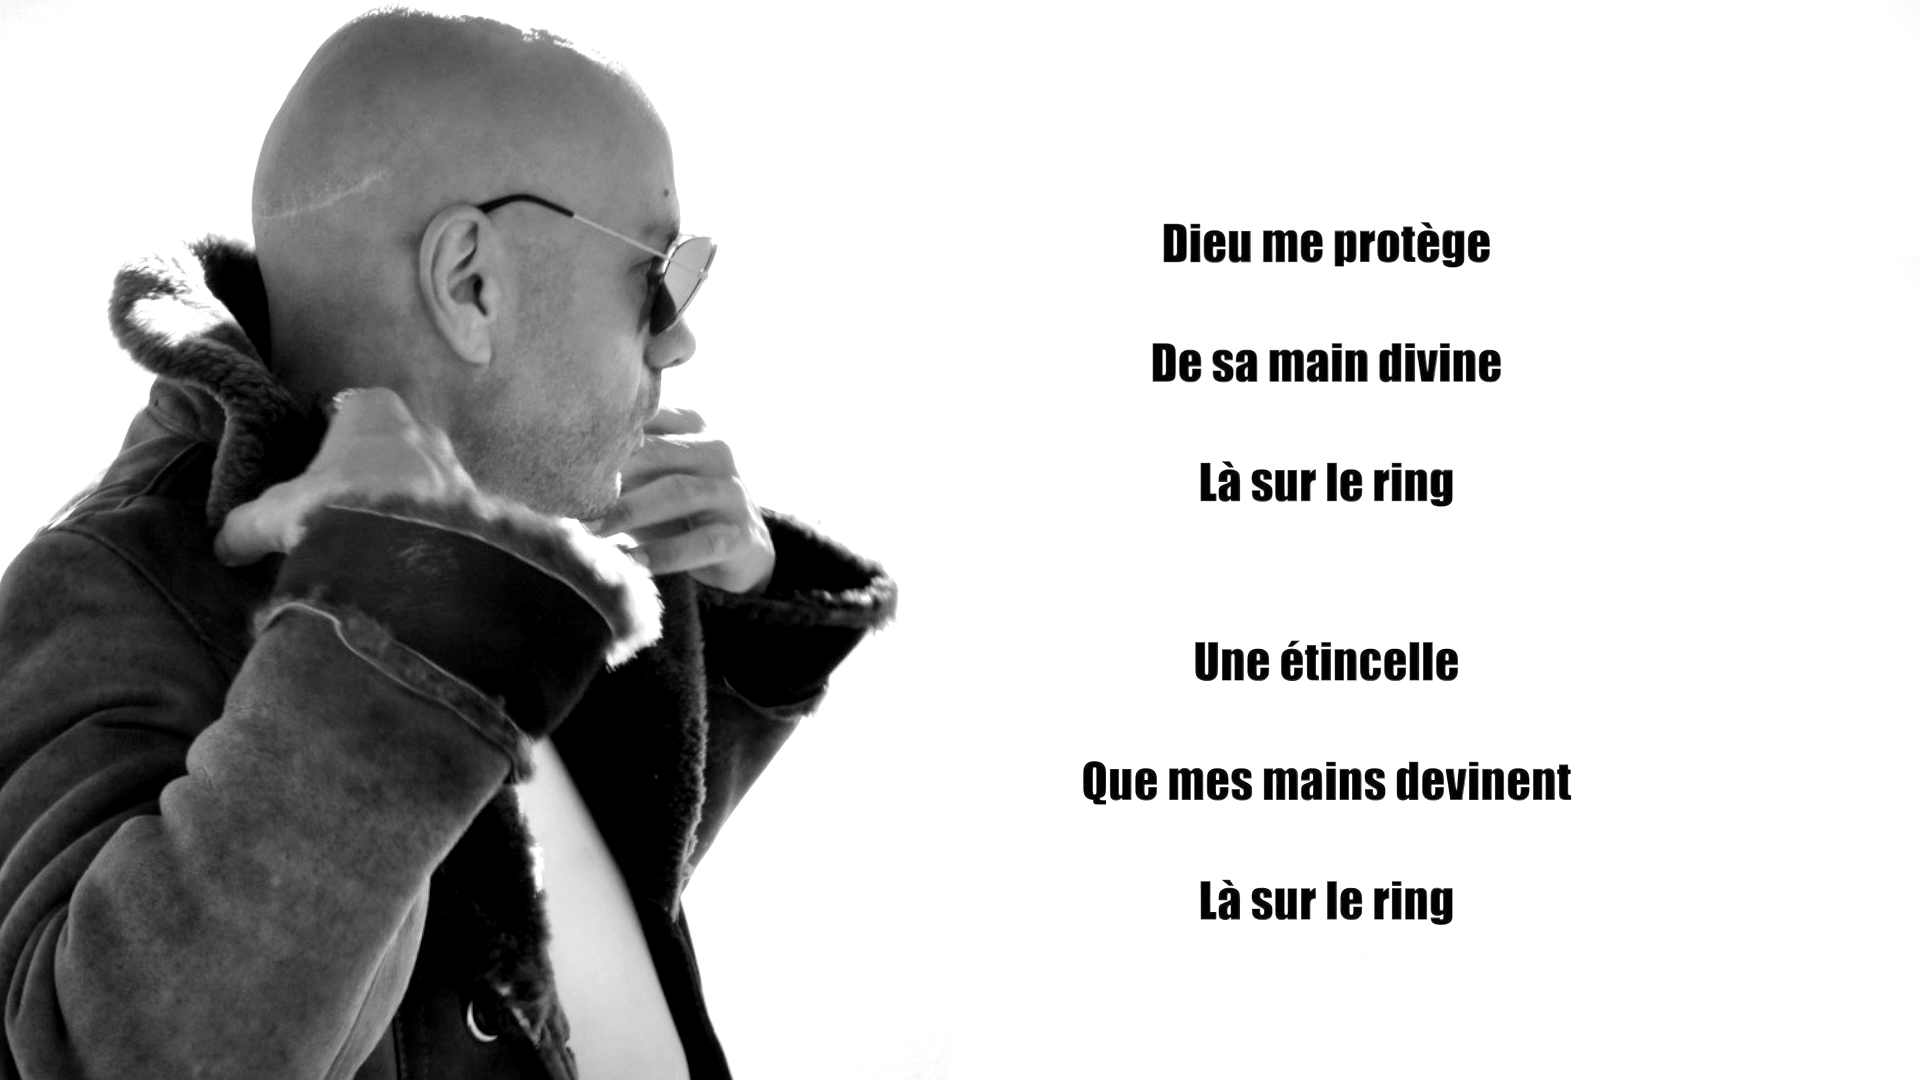 Dieu me protège
De sa main divine
Là sur le ring
Une étincelle
Que mes mains devinent
Là sur le ring